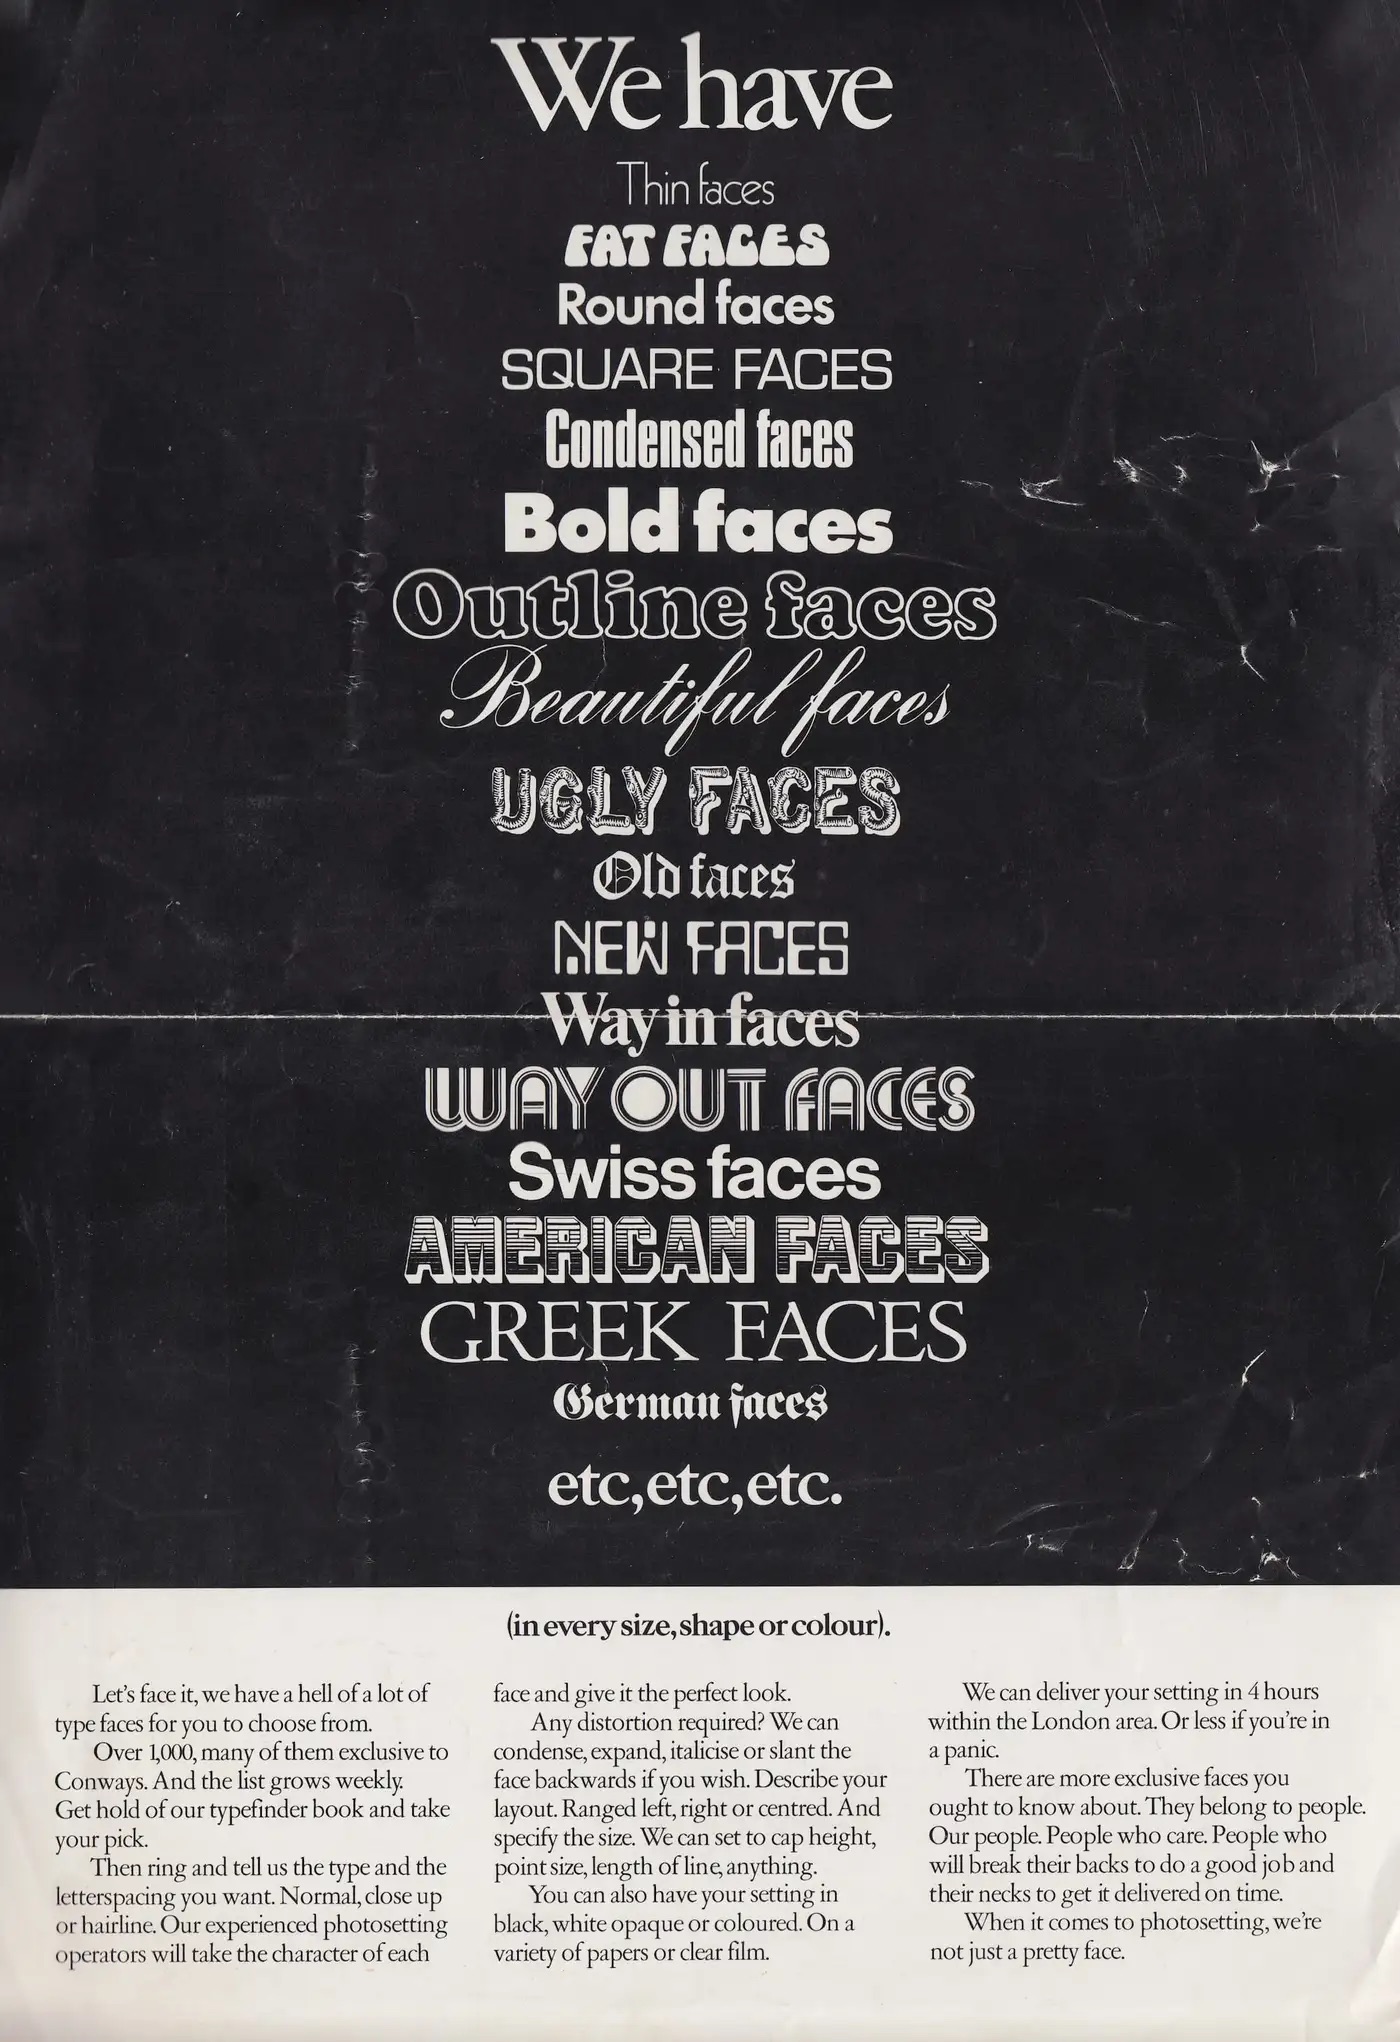 We have
Thin faces
FAT FACES
Round faces
SQUARE FACES
Condensed faces
Bold faces
Outline faces
Beautiful faces
UGLY FACES
Old faces
NEW FACES
Way in faces
WAY OUT FACES
Swiss faces
AMERICAN FACES
GREEK FACES
German faces
etc, etc, etc.
(in every size, shape or colour).
Let's face it, we have a hell of a lot of
type faces for you to choose from.
Over 1,000, many of them exclusive to
Conways. And the list grows weekly.
Get hold of our typefinder book and take
your pick.
Then ring and tell us the type and the
letterspacing you want. Normal, close up
or hairline. Our experienced photosetting
operators will take the character of each
face and give it the perfect look.
Any distortion required? We can
condense, expand, italicise or slant the
face backwards if you wish. Describe your
layout. Ranged left, right or centred. And
specify the size. We can set to cap height,
point size, length of line, anything.
You can also have your setting in
black, white opaque or coloured. On a
variety of papers or clear film.
We can deliver your setting in 4 hours
within the London area. Or less if you're in
a panic.
There are more exclusive faces you
ought to know about. They belong to people.
Our people. People who care. People who
will break their backs to do a good job and
their necks to get it delivered on time.
When it comes to photosetting, we're
not just a pretty face.